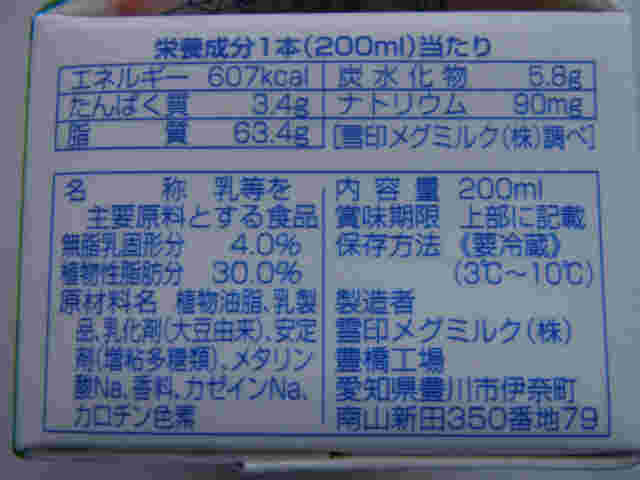 栄養成分1本(200ml)当たり
エネルギー 607kcal 炭水化物 5.8g
たんぱく質 3.4g ナトリウム 90mg
脂質 63.4g [雪印メグミルク(株)調べ]
名称 乳等を
主要原料とする食品
無脂乳固形分 4.0%
植物性脂肪分 30.0%
原材料名 植物油脂、乳製
品、乳化剤(大豆由来)、安定
剤(増粘多糖類)、メタリン
酸Na、香料、カゼインNa、
カロチン色素
内容量 200ml
賞味期限 上部に記載
保存方法 《要冷蔵》
(3℃～10℃)
製造者
雪印メグミルク(株)
豊橋工場
愛知県豊川市伊奈町
南山新田350番地79